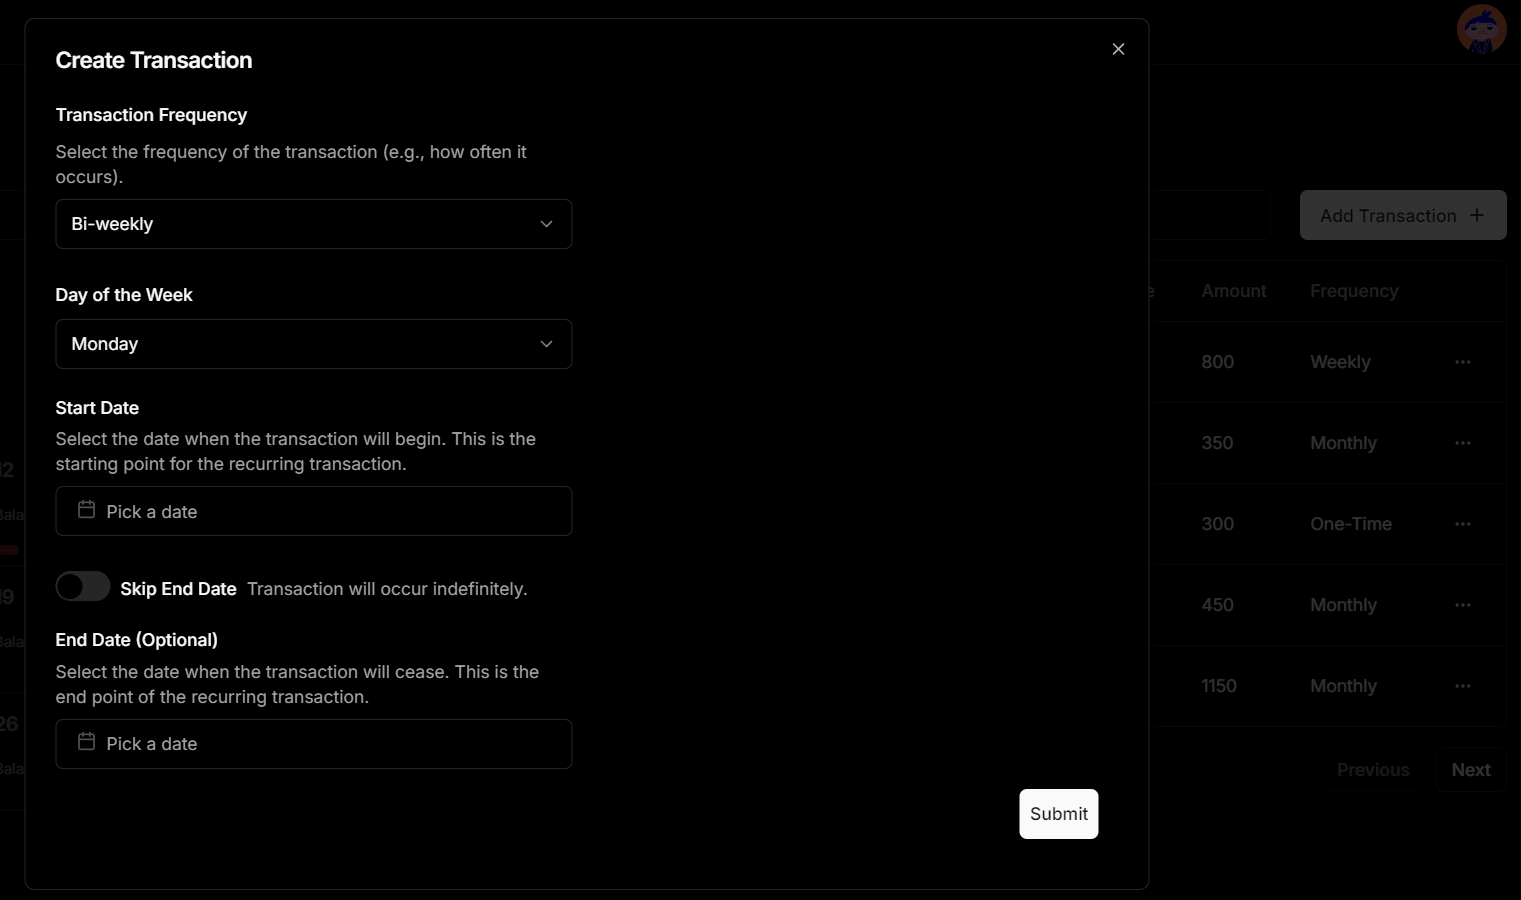 Create Transaction
Transaction Frequency
Select the frequency of the transaction (e.g., how often it
occurs).
Bi-weekly
Day of the Week
Monday
Start Date
Select the date when the transaction will begin. This is the
starting point for the recurring transaction.
Pick a date
Skip End Date Transaction will occur indefinitely.
End Date (Optional)
Select the date when the transaction will cease. This is the
end point of the recurring transaction.
Pick a date
Submit
Add Transaction +
Amount Frequency
800 Weekly
350 Monthly
300 One-Time
450 Monthly
1150 Monthly
Previous Next